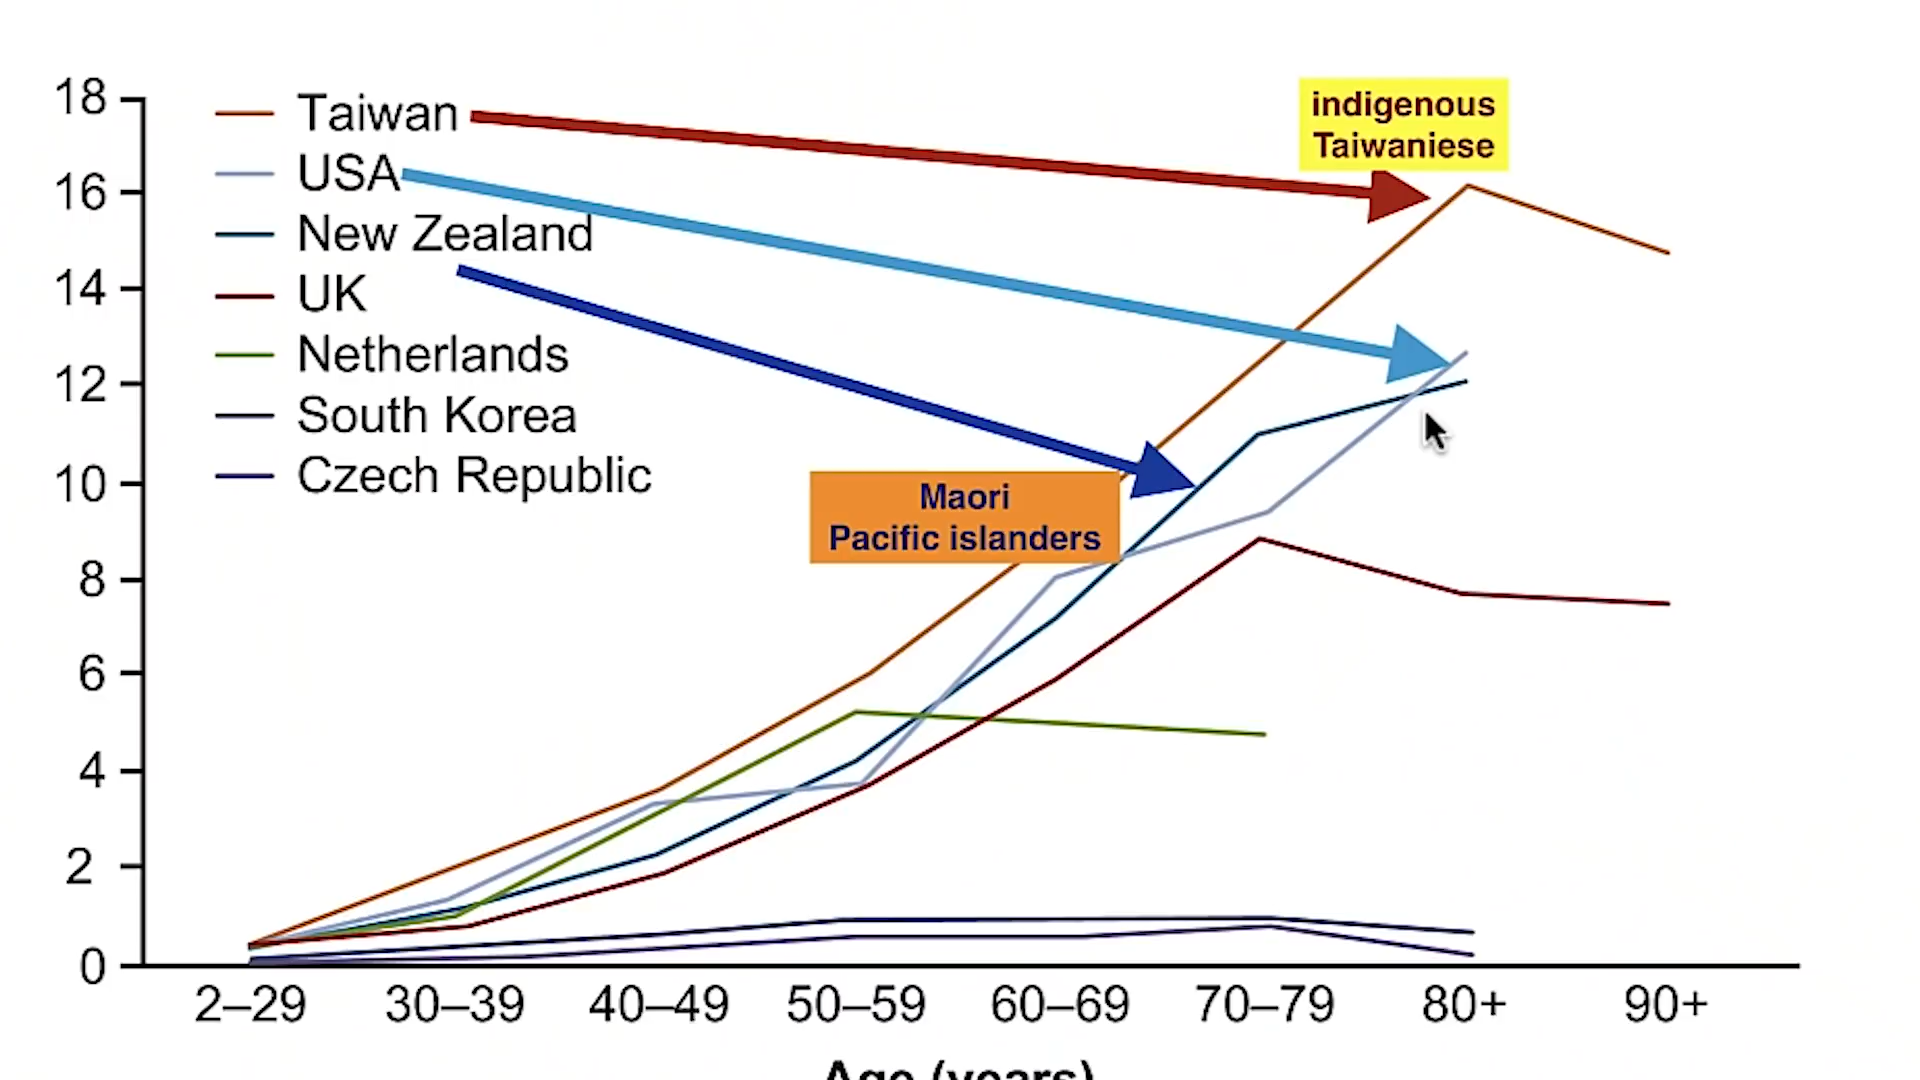 18
16
14
12
10
8
6
4
2
0
Taiwan
USA
New Zealand
UK
Netherlands
South Korea
Czech Republic
indigenous
Taiwaniese
Maori
Pacific islanders
2–29
30–39
40–49
50–59
60–69
70–79
80+
90+
Age (years)